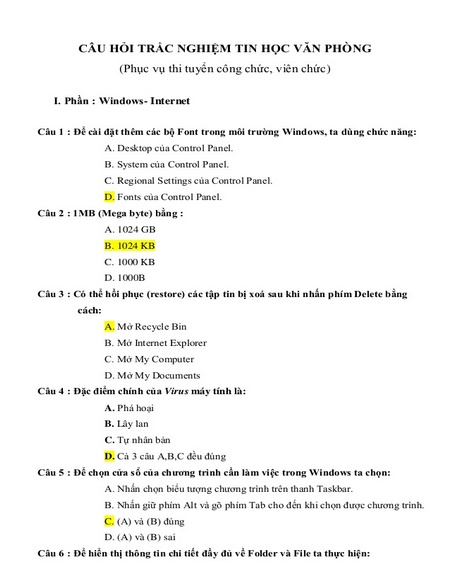 CÂU HỎI TRẮC NGHIỆM TIN HỌC VĂN PHÒNG
(Phục vụ thi tuyển công chức, viên chức)
I. Phần : Windows- Internet
Câu 1 : Để cài đặt thêm các bộ Font trong môi trường Windows, ta dùng chức năng:
A. Desktop của Control Panel.
B. System của Control Panel.
C. Regional Settings của Control Panel.
D. Fonts của Control Panel.
Câu 2 : 1MB (Mega byte) bằng :
A. 1024 GB
B. 1024 KB
C. 1000 KB
D. 1000B
Câu 3 : Có thể hồi phục (restore) các tập tin bị xoá sau khi nhấn phím Delete bằng
cách:
A. Mở Recycle Bin
B. Mở Internet Explorer
C. Mở My Computer
D. Mở My Documents
Câu 4 : Đặc điểm chính của Virus máy tính là:
A. Phá hoại
B. Lây lan
C. Tự nhân bản
D. Cả 3 câu A,B,C đều đúng
Câu 5 : Để chọn cửa sổ của chương trình cần làm việc trong Windows ta chọn:
A. Nhấn chọn biểu tượng chương trình trên thanh Taskbar.
B. Nhấn giữ phím Alt và gõ phím Tab cho đến khi chọn được chương trình.
C. (A) và (B) đúng
D. (A) và (B) sai
Câu 6 : Để hiển thị thông tin chi tiết đầy đủ về Folder và File ta thực hiện: